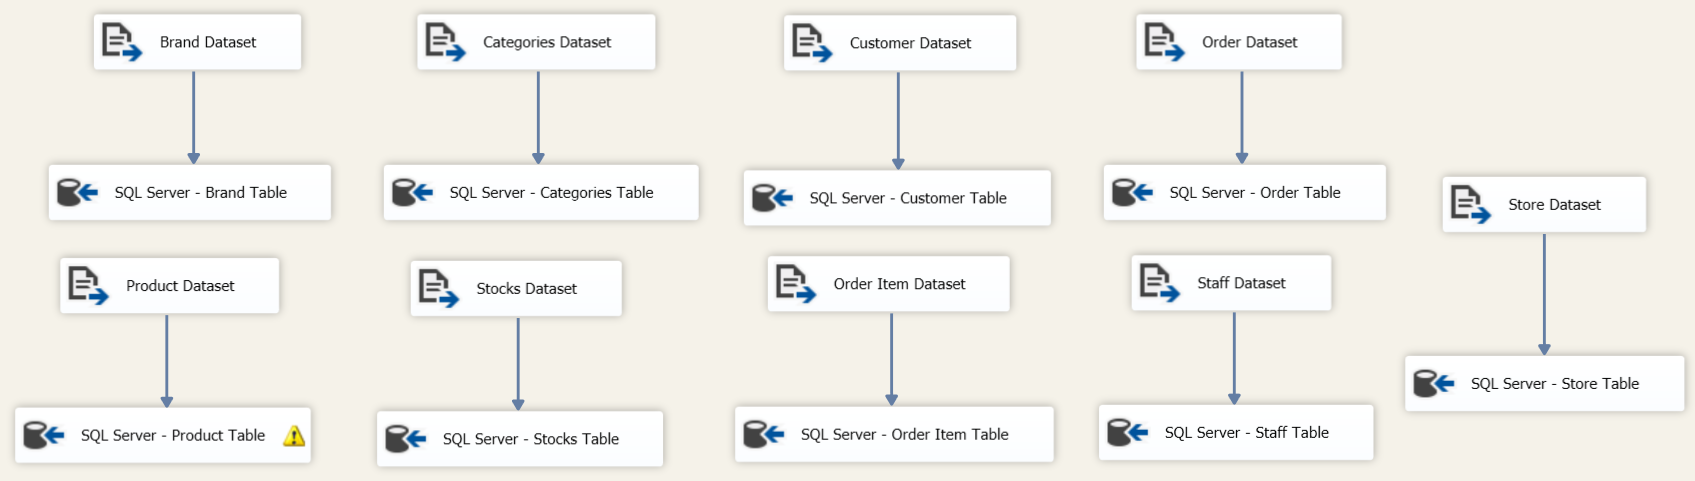 Brand Dataset
Categories Dataset
Customer Dataset
Order Dataset
SQL Server - Brand Table
SQL Server - Categories Table
SQL Server - Customer Table
SQL Server - Order Table
Store Dataset
Product Dataset
Stocks Dataset
Order Item Dataset
Staff Dataset
SQL Server - Store Table
SQL Server - Product Table
SQL Server - Stocks Table
SQL Server - Order Item Table
SQL Server - Staff Table